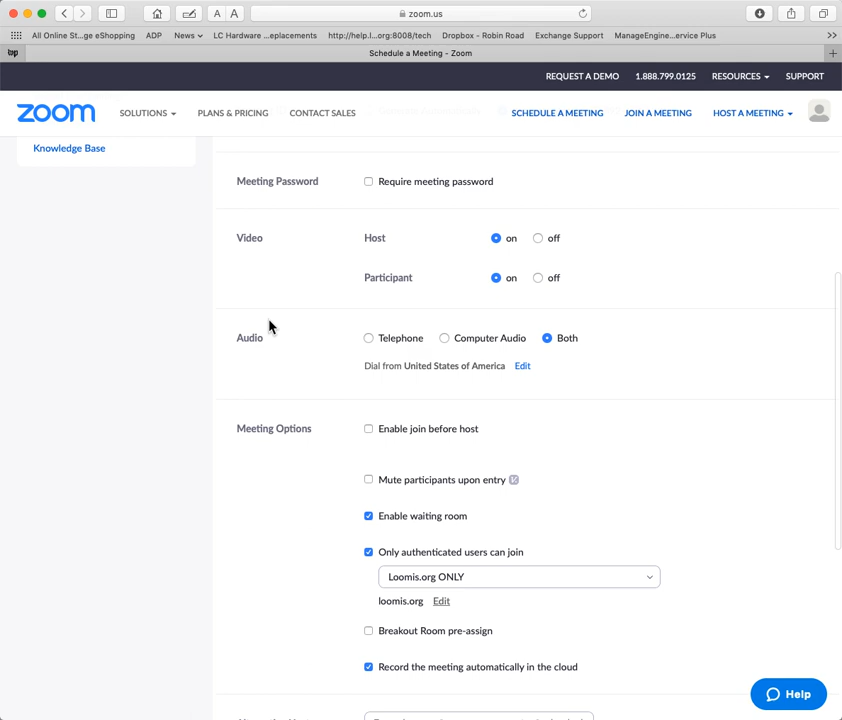 A A zoom.us
All Online St...ge eShopping ADP News LC Hardware ...eplacements http://help.l...org:8008/tech Dropbox - Robin Road Exchange Support ManageEngine...ervice Plus >>
Schedule a Meeting - Zoom
REQUEST A DEMO 1.888.799.0125 RESOURCES SUPPORT
zoom SOLUTIONS PLANS & PRICING CONTACT SALES SCHEDULE A MEETING JOIN A MEETING HOST A MEETING
Knowledge Base
Meeting Password Require meeting password
Video Host on off
Participant on off
Audio Telephone Computer Audio Both
Dial from United States of America Edit
Meeting Options Enable join before host
Mute participants upon entry
Enable waiting room
Only authenticated users can join
Loomis.org ONLY
loomis.org Edit
Breakout Room pre-assign
Record the meeting automatically in the cloud
Help